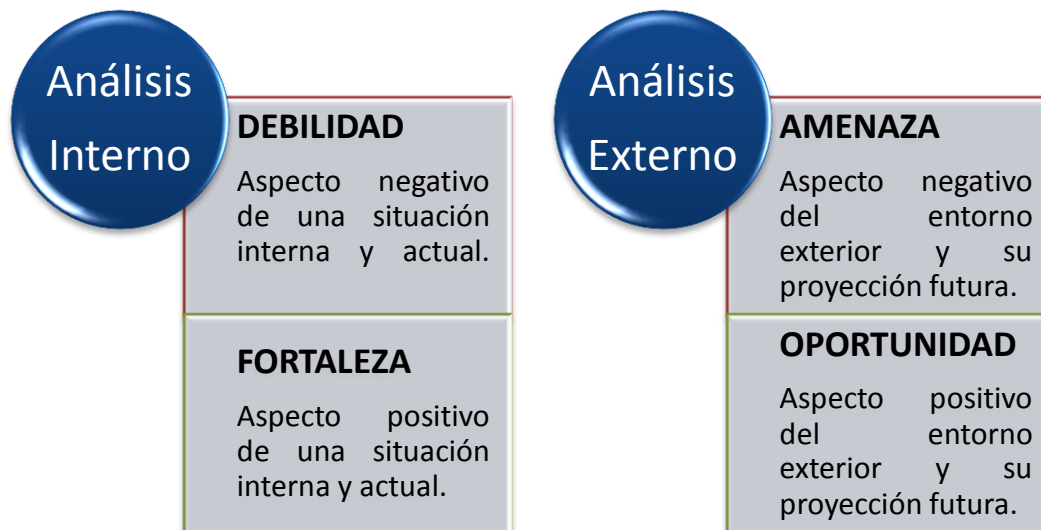 Análisis
Interno
DEBILIDAD
Aspecto negativo
de una situación
interna y actual.
FORTALEZA
Aspecto positivo
de una situación
interna y actual.
Análisis
Externo
AMENAZA
Aspecto negativo
del entorno
exterior y su
proyección futura.
OPORTUNIDAD
Aspecto positivo
del entorno
exterior y su
proyección futura.